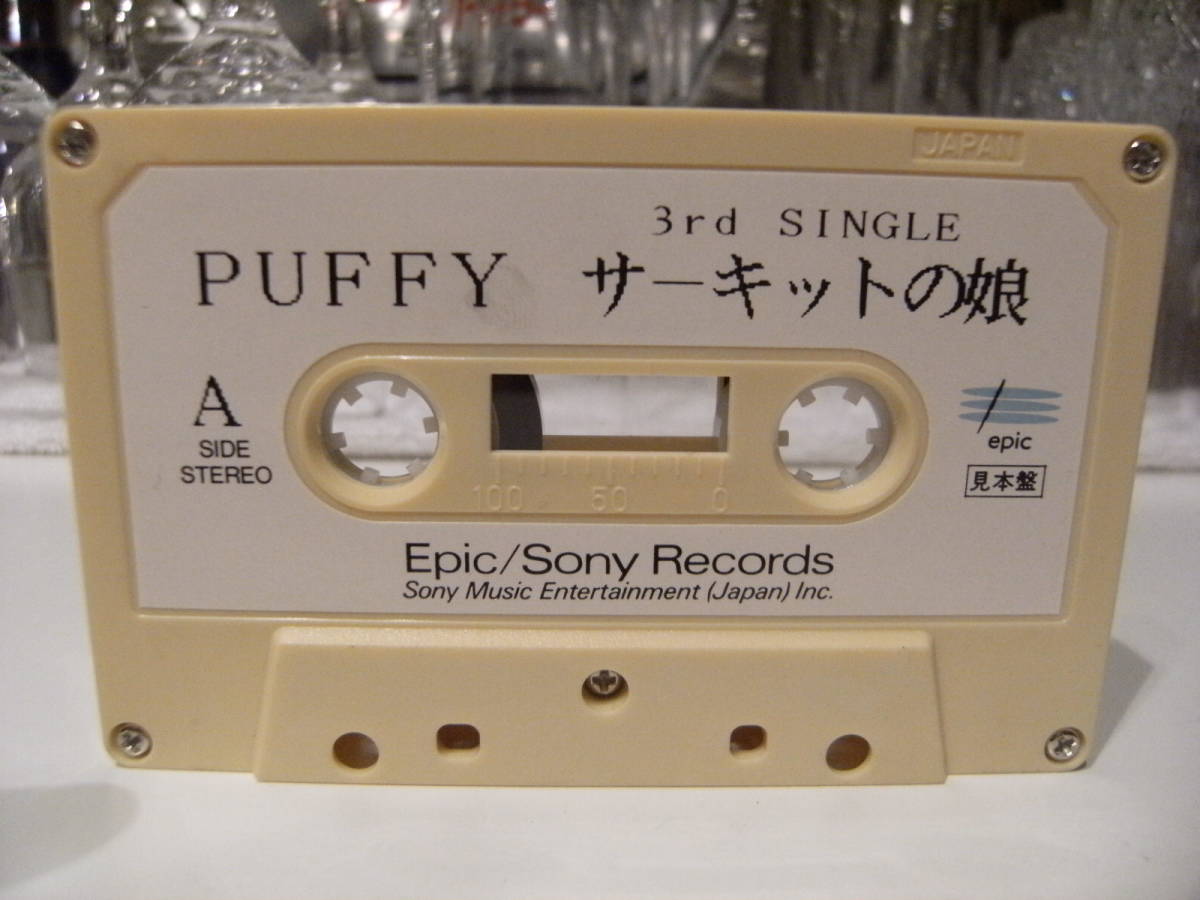 JAPAN
3rd SINGLE
PUFFY サーキットの娘
A
SIDE
STEREO
epic
見本盤
100 50 0
Epic/Sony Records
Sony Music Entertainment (Japan) Inc.